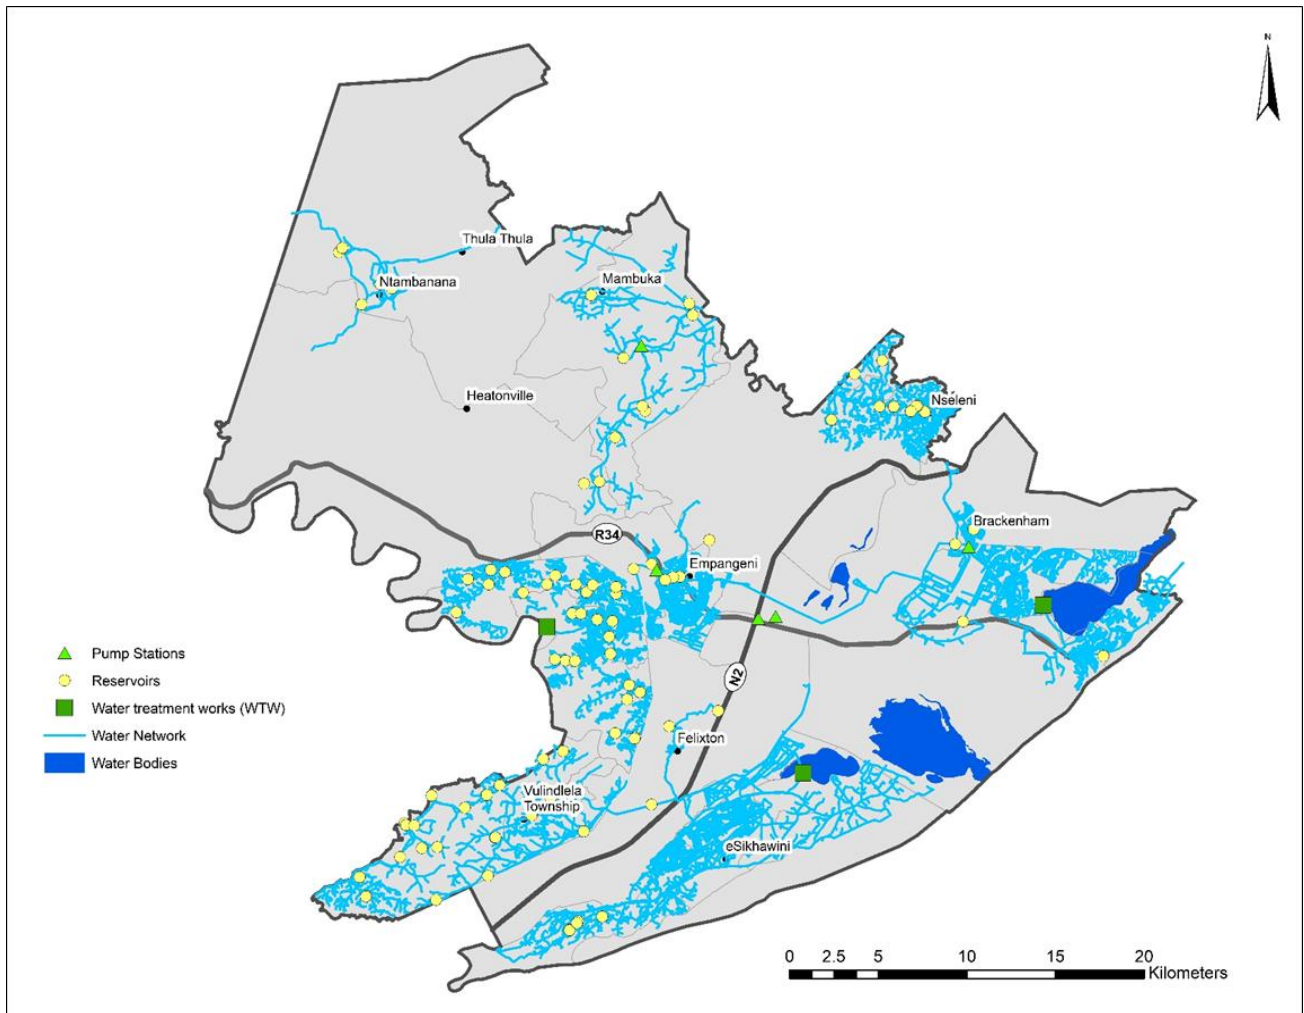 N
Thula Thula
Ntambanana
Mambuka
Heatonville
Nseleni
R34
Brackenham
Empangeni
N2
Felixton
Vulindlela
Township
eSikhawini
Pump Stations
Reservoirs
Water treatment works (WTW)
Water Network
Water Bodies
0 2.5 5 10 15 20
Kilometers